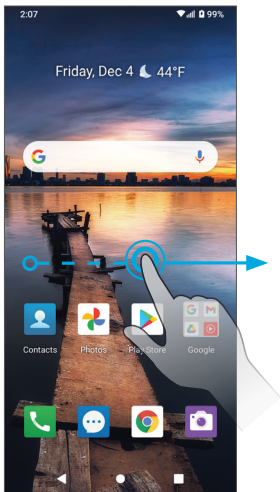 2:07 99%
Friday, Dec 4 44°F
G
Contacts Photos Play Store Google
G M